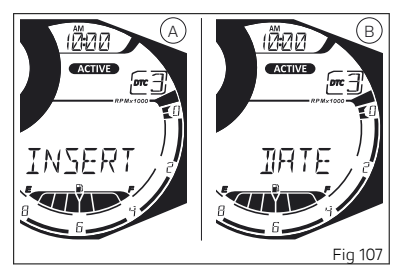 A
AM
10:00
ACTIVE
DTC 3
RPMx1000
0
INSERT
2
E F
8 4
6
B
AM
10:00
ACTIVE
DTC 3
RPMx1000
0
DATE
2
E F
8 4
6
Fig 107